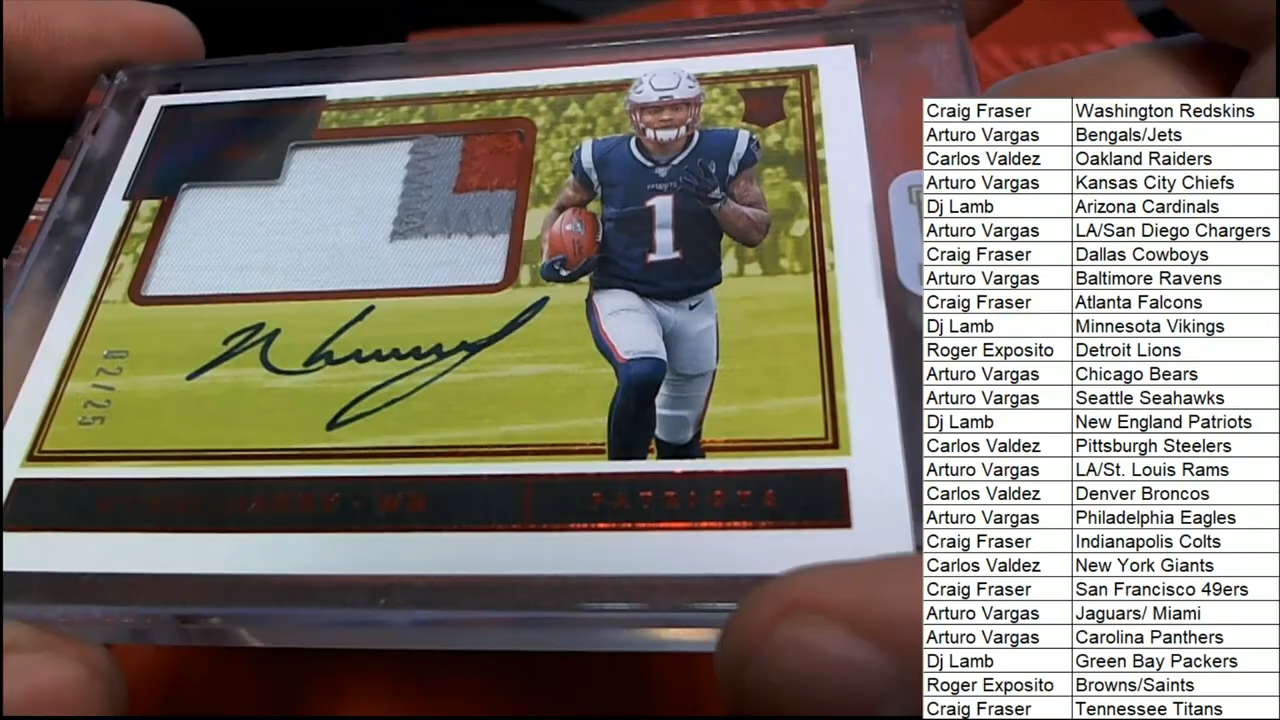 PATRIOTS
1
02/25
HARRY - WR
PATRIOTS
Craig Fraser Washington Redskins
Arturo Vargas Bengals/Jets
Carlos Valdez Oakland Raiders
Arturo Vargas Kansas City Chiefs
Dj Lamb Arizona Cardinals
Arturo Vargas LA/San Diego Chargers
Craig Fraser Dallas Cowboys
Arturo Vargas Baltimore Ravens
Craig Fraser Atlanta Falcons
Dj Lamb Minnesota Vikings
Roger Exposito Detroit Lions
Arturo Vargas Chicago Bears
Arturo Vargas Seattle Seahawks
Dj Lamb New England Patriots
Carlos Valdez Pittsburgh Steelers
Arturo Vargas LA/St. Louis Rams
Carlos Valdez Denver Broncos
Arturo Vargas Philadelphia Eagles
Craig Fraser Indianapolis Colts
Carlos Valdez New York Giants
Craig Fraser San Francisco 49ers
Arturo Vargas Jaguars/ Miami
Arturo Vargas Carolina Panthers
Dj Lamb Green Bay Packers
Roger Exposito Browns/Saints
Craig Fraser Tennessee Titans